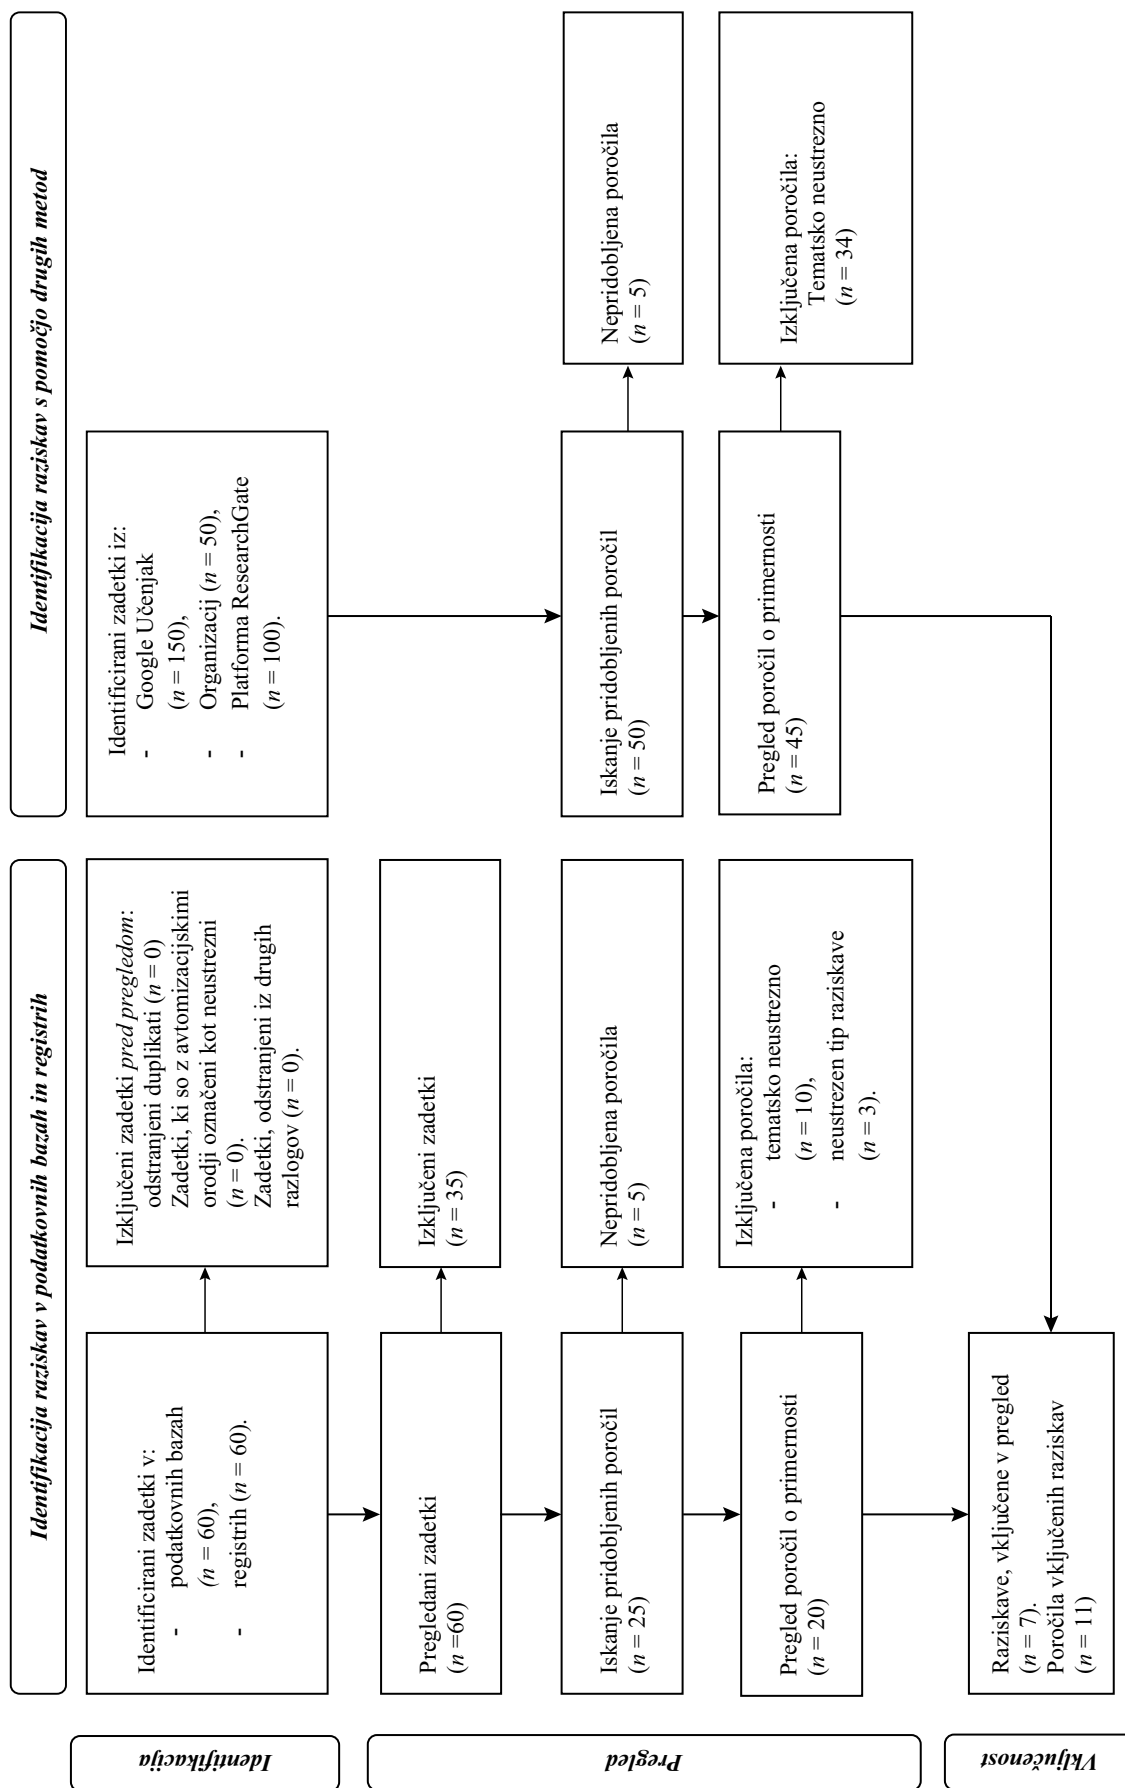 Identifikacija raziskav v podatkovnih bazah in registrih
Identifikacija raziskav s pomočjo drugih metod
Identifikacija
Identificirani zadetki v:
- podatkovnih bazah
(n = 60),
- registrih (n = 60).
Izključeni zadetki pred pregledom:
odstranjeni duplikati (n = 0)
Zadetki, ki so z avtomizacijskimi
orodji označeni kot neustrezni
(n = 0).
Zadetki, odstranjeni iz drugih
razlogov (n = 0).
Identificirani zadetki iz:
- Google Učenjak
(n = 150),
- Organizacij (n = 50),
- Platforma ResearchGate
(n = 100).
Pregled
Pregledani zadetki
(n =60)
Izključeni zadetki
(n = 35)
Iskanje pridobljenih poročil
(n = 25)
Nepridobljena poročila
(n = 5)
Iskanje pridobljenih poročil
(n = 50)
Nepridobljena poročila
(n = 5)
Pregled poročil o primernosti
(n = 20)
Izključena poročila:
- tematsko neustrezno
(n = 10),
- neustrezen tip raziskave
(n = 3).
Pregled poročil o primernosti
(n = 45)
Izključena poročila:
Tematsko neustrezno
(n = 34)
Vključenost
Raziskave, vključene v pregled
(n = 7).
Poročila vključenih raziskav
(n = 11)